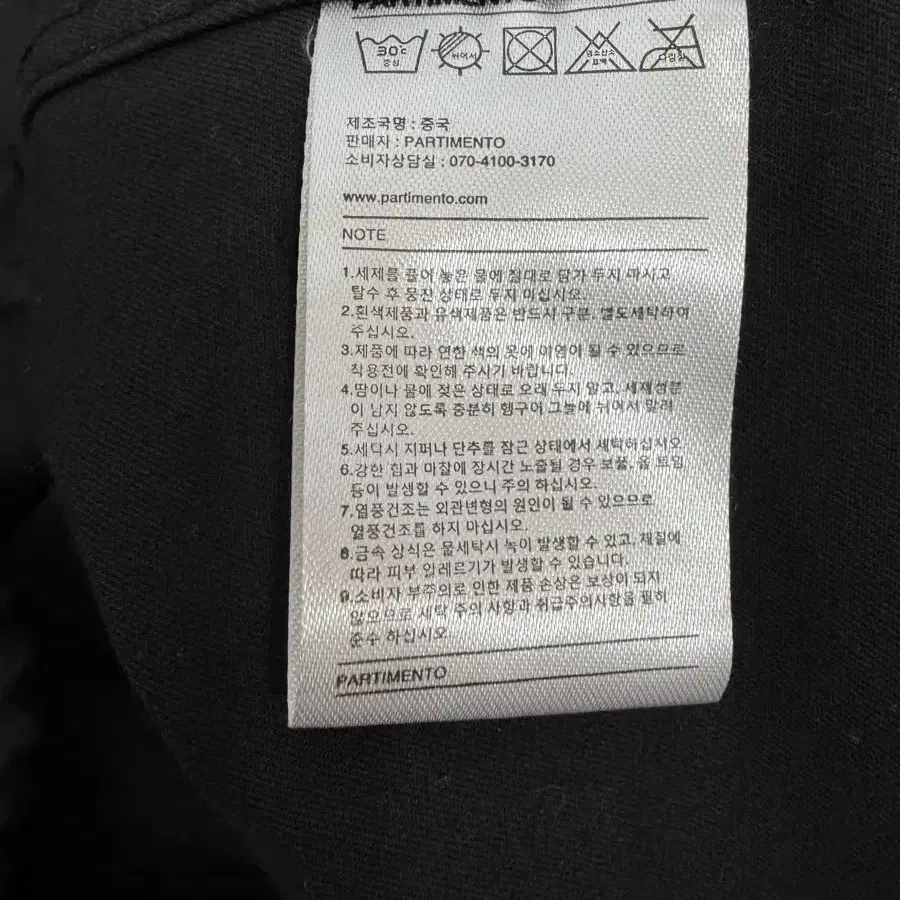 PARTIMENTO
30℃
중성
뉘어서
염소산소
표백
다림질
제조국명 : 중국
판매자 : PARTIMENTO
소비자상담실 : 070-4100-3170
www.partimento.com
NOTE
1.세제를 풀어 놓은 물에 절대로 담가 두지 마시고
탈수 후 뭉친 상태로 두지 마십시오.
2.흰색제품과 유색제품은 반드시 구분, 별도세탁하여
주십시오.
3.제품에 따라 연한 색의 옷에 이염이 될 수 있으므로
착용전에 확인해 주시기 바랍니다.
4.땀이나 물에 젖은 상태로 오래 두지 말고, 세제성분
이 남지 않도록 충분히 헹구어 그늘에 뉘어서 말려
주십시오.
5.세탁시 지퍼나 단추를 잠근 상태에서 세탁하십시오
6.강한 힘과 마찰에 장시간 노출될 경우 보풀, 올 트임
등이 발생할 수 있으니 주의 하십시오.
7.열풍건조는 외관변형의 원인이 될 수 있으므로
열풍건조를 하지 마십시오.
8.금속 장식은 물세탁시 녹이 발생할 수 있고, 체질에
따라 피부 알레르기가 발생할 수 있습니다.
9.소비자 부주의로 인한 제품 손상은 보상이 되지
않으므로 세탁 주의 사항과 취급주의사항을 필히
준수 하십시오
PARTIMENTO